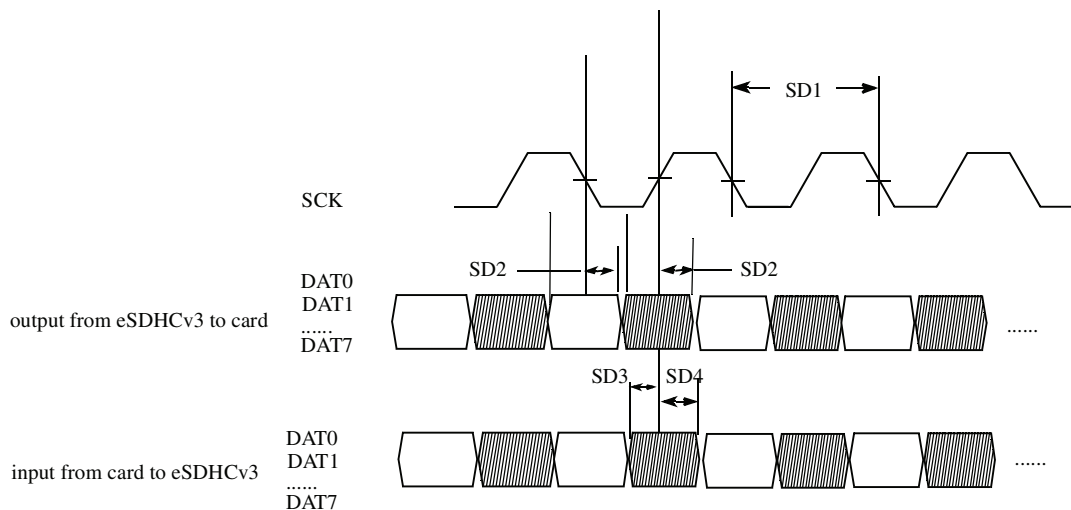 SD1
SCK
SD2
SD2
DAT0
DAT1
output from eSDHCv3 to card
......
......
DAT7
SD3
SD4
DAT0
DAT1
input from card to eSDHCv3
......
......
DAT7